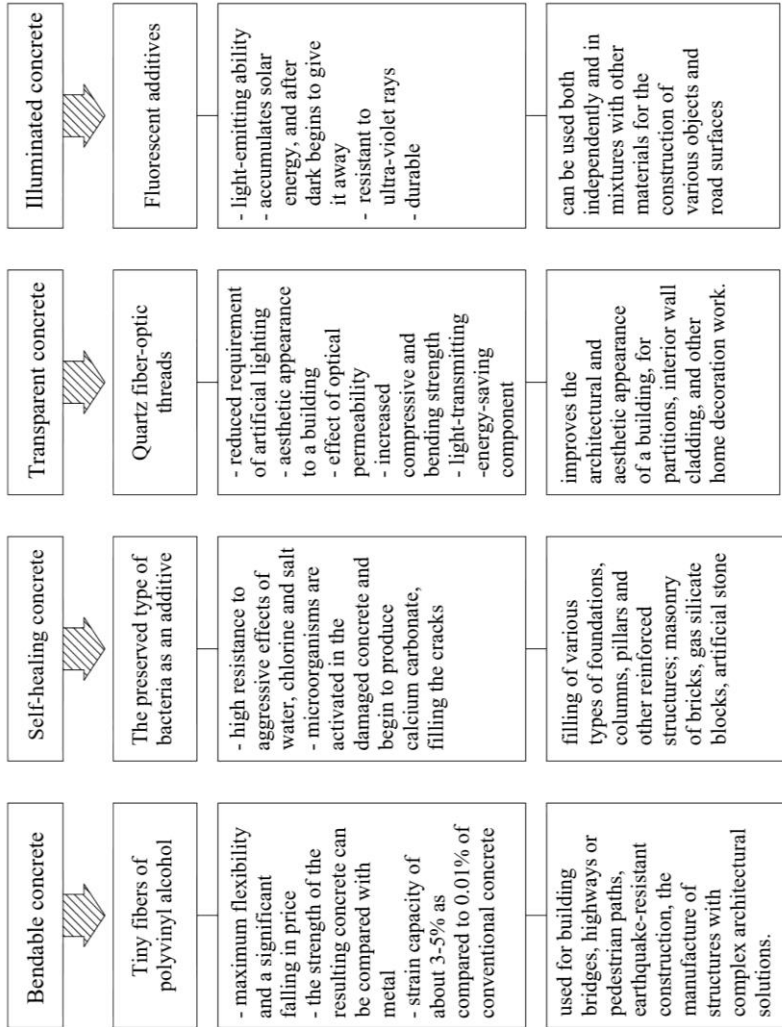 Bendable concrete
Tiny fibers of
polyvinyl alcohol
- maximum flexibility
and a significant
falling in price
- the strength of the
resulting concrete can
be compared with
metal
- strain capacity of
about 3-5% as
compared to 0.01% of
conventional concrete
used for building
bridges, highways or
pedestrian paths,
earthquake-resistant
construction, the
manufacture of
structures with
complex architectural
solutions.
Self-healing concrete
The preserved type of
bacteria as an additive
- high resistance to
aggressive effects of
water, chlorine and salt
- microorganisms are
activated in the
damaged concrete and
begin to produce
calcium carbonate,
filling the cracks
filling of various
types of foundations,
columns, pillars and
other reinforced
structures; masonry
of bricks, gas silicate
blocks, artificial stone
Transparent concrete
Quartz fiber-optic
threads
- reduced requirement
of artificial lighting
- aesthetic appearance
to a building
- effect of optical
permeability
- increased
compressive and
bending strength
- light-transmitting
-energy-saving
component
improves the
architectural and
aesthetic appearance
of a building, for
partitions, interior wall
cladding, and other
home decoration work.
Illuminated concrete
Fluorescent additives
- light-emitting ability
- accumulates solar
energy, and after
dark begins to give
it away
- resistant to
ultra-violet rays
- durable
can be used both
independently and in
mixtures with other
materials for the
construction of
various objects and
road surfaces